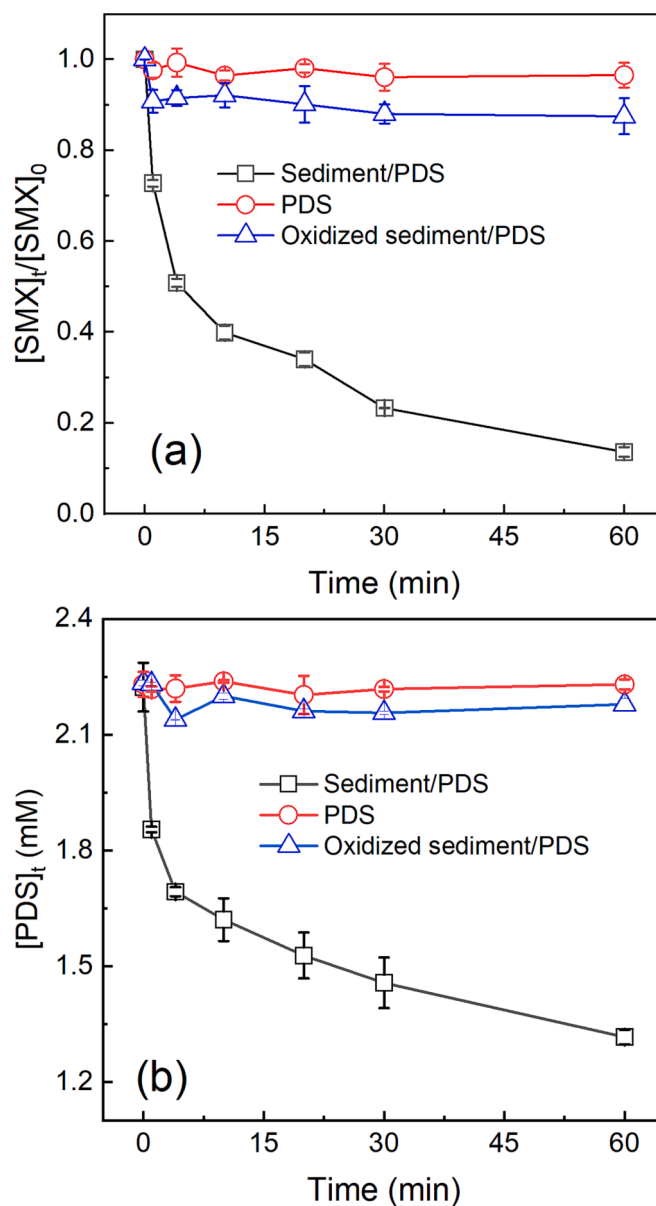 1.0
0.8
0.6
0.4
0.2
0.0
[SMX]t/[SMX]0
Sediment/PDS
PDS
Oxidized sediment/PDS
(a)
0
15
30
45
60
Time (min)
2.4
2.1
1.8
1.5
1.2
[PDS]t (mM)
Sediment/PDS
PDS
Oxidized sediment/PDS
(b)
0
15
30
45
60
Time (min)